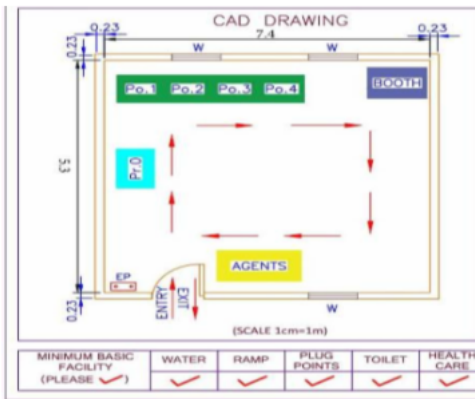 CAD DRAWING
0.23
7.4
0.23
0.23
W
W
Po.1 Po.2 Po.3 Po.4
BOOTH
5.3
Pr.O
AGENTS
EP
ENTRY
EXIT
0.23
W
(SCALE 1cm=1m)
MINIMUM BASIC FACILITY (PLEASE ✓)
WATER
RAMP
PLUG POINTS
TOILET
HEALTH CARE
✓ ✓ ✓ ✓ ✓